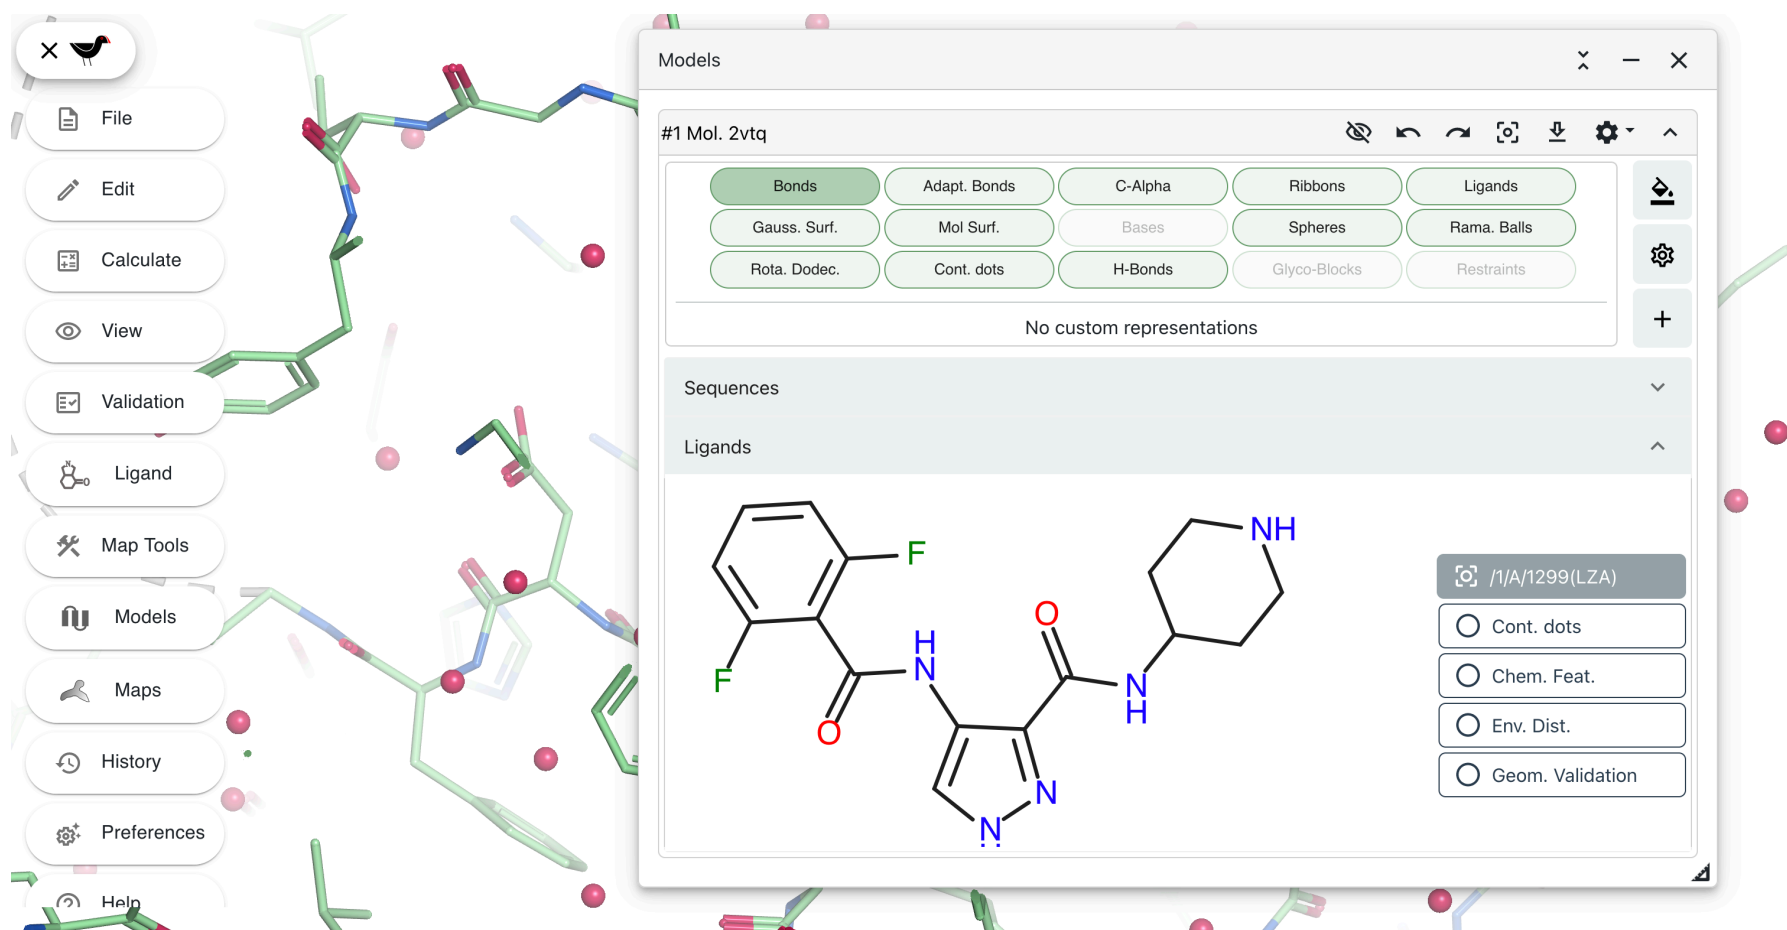 File
Edit
Calculate
View
Validation
Ligand
Map Tools
Models
Maps
History
Preferences
Help
Models
#1 Mol. 2vtq
Bonds
Adapt. Bonds
C-Alpha
Ribbons
Ligands
Gauss. Surf.
Mol Surf.
Bases
Spheres
Rama. Balls
Rota. Dodec.
Cont. dots
H-Bonds
Glyco-Blocks
Restraints
No custom representations
Sequences
Ligands
F
F
H
N
O
O
N
H
NH
N
N
/1/A/1299(LZA)
Cont. dots
Chem. Feat.
Env. Dist.
Geom. Validation